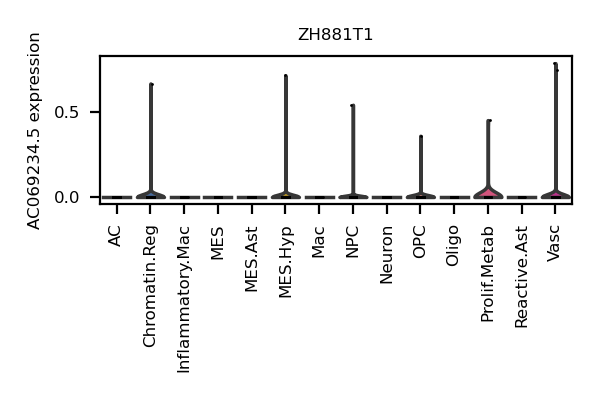 ZH881T1
AC069234.5 expression
0.5
0.0
AC
Chromatin.Reg
Inflammatory.Mac
MES
MES.Ast
MES.Hyp
Mac
NPC
Neuron
OPC
Oligo
Prolif.Metab
Reactive.Ast
Vasc